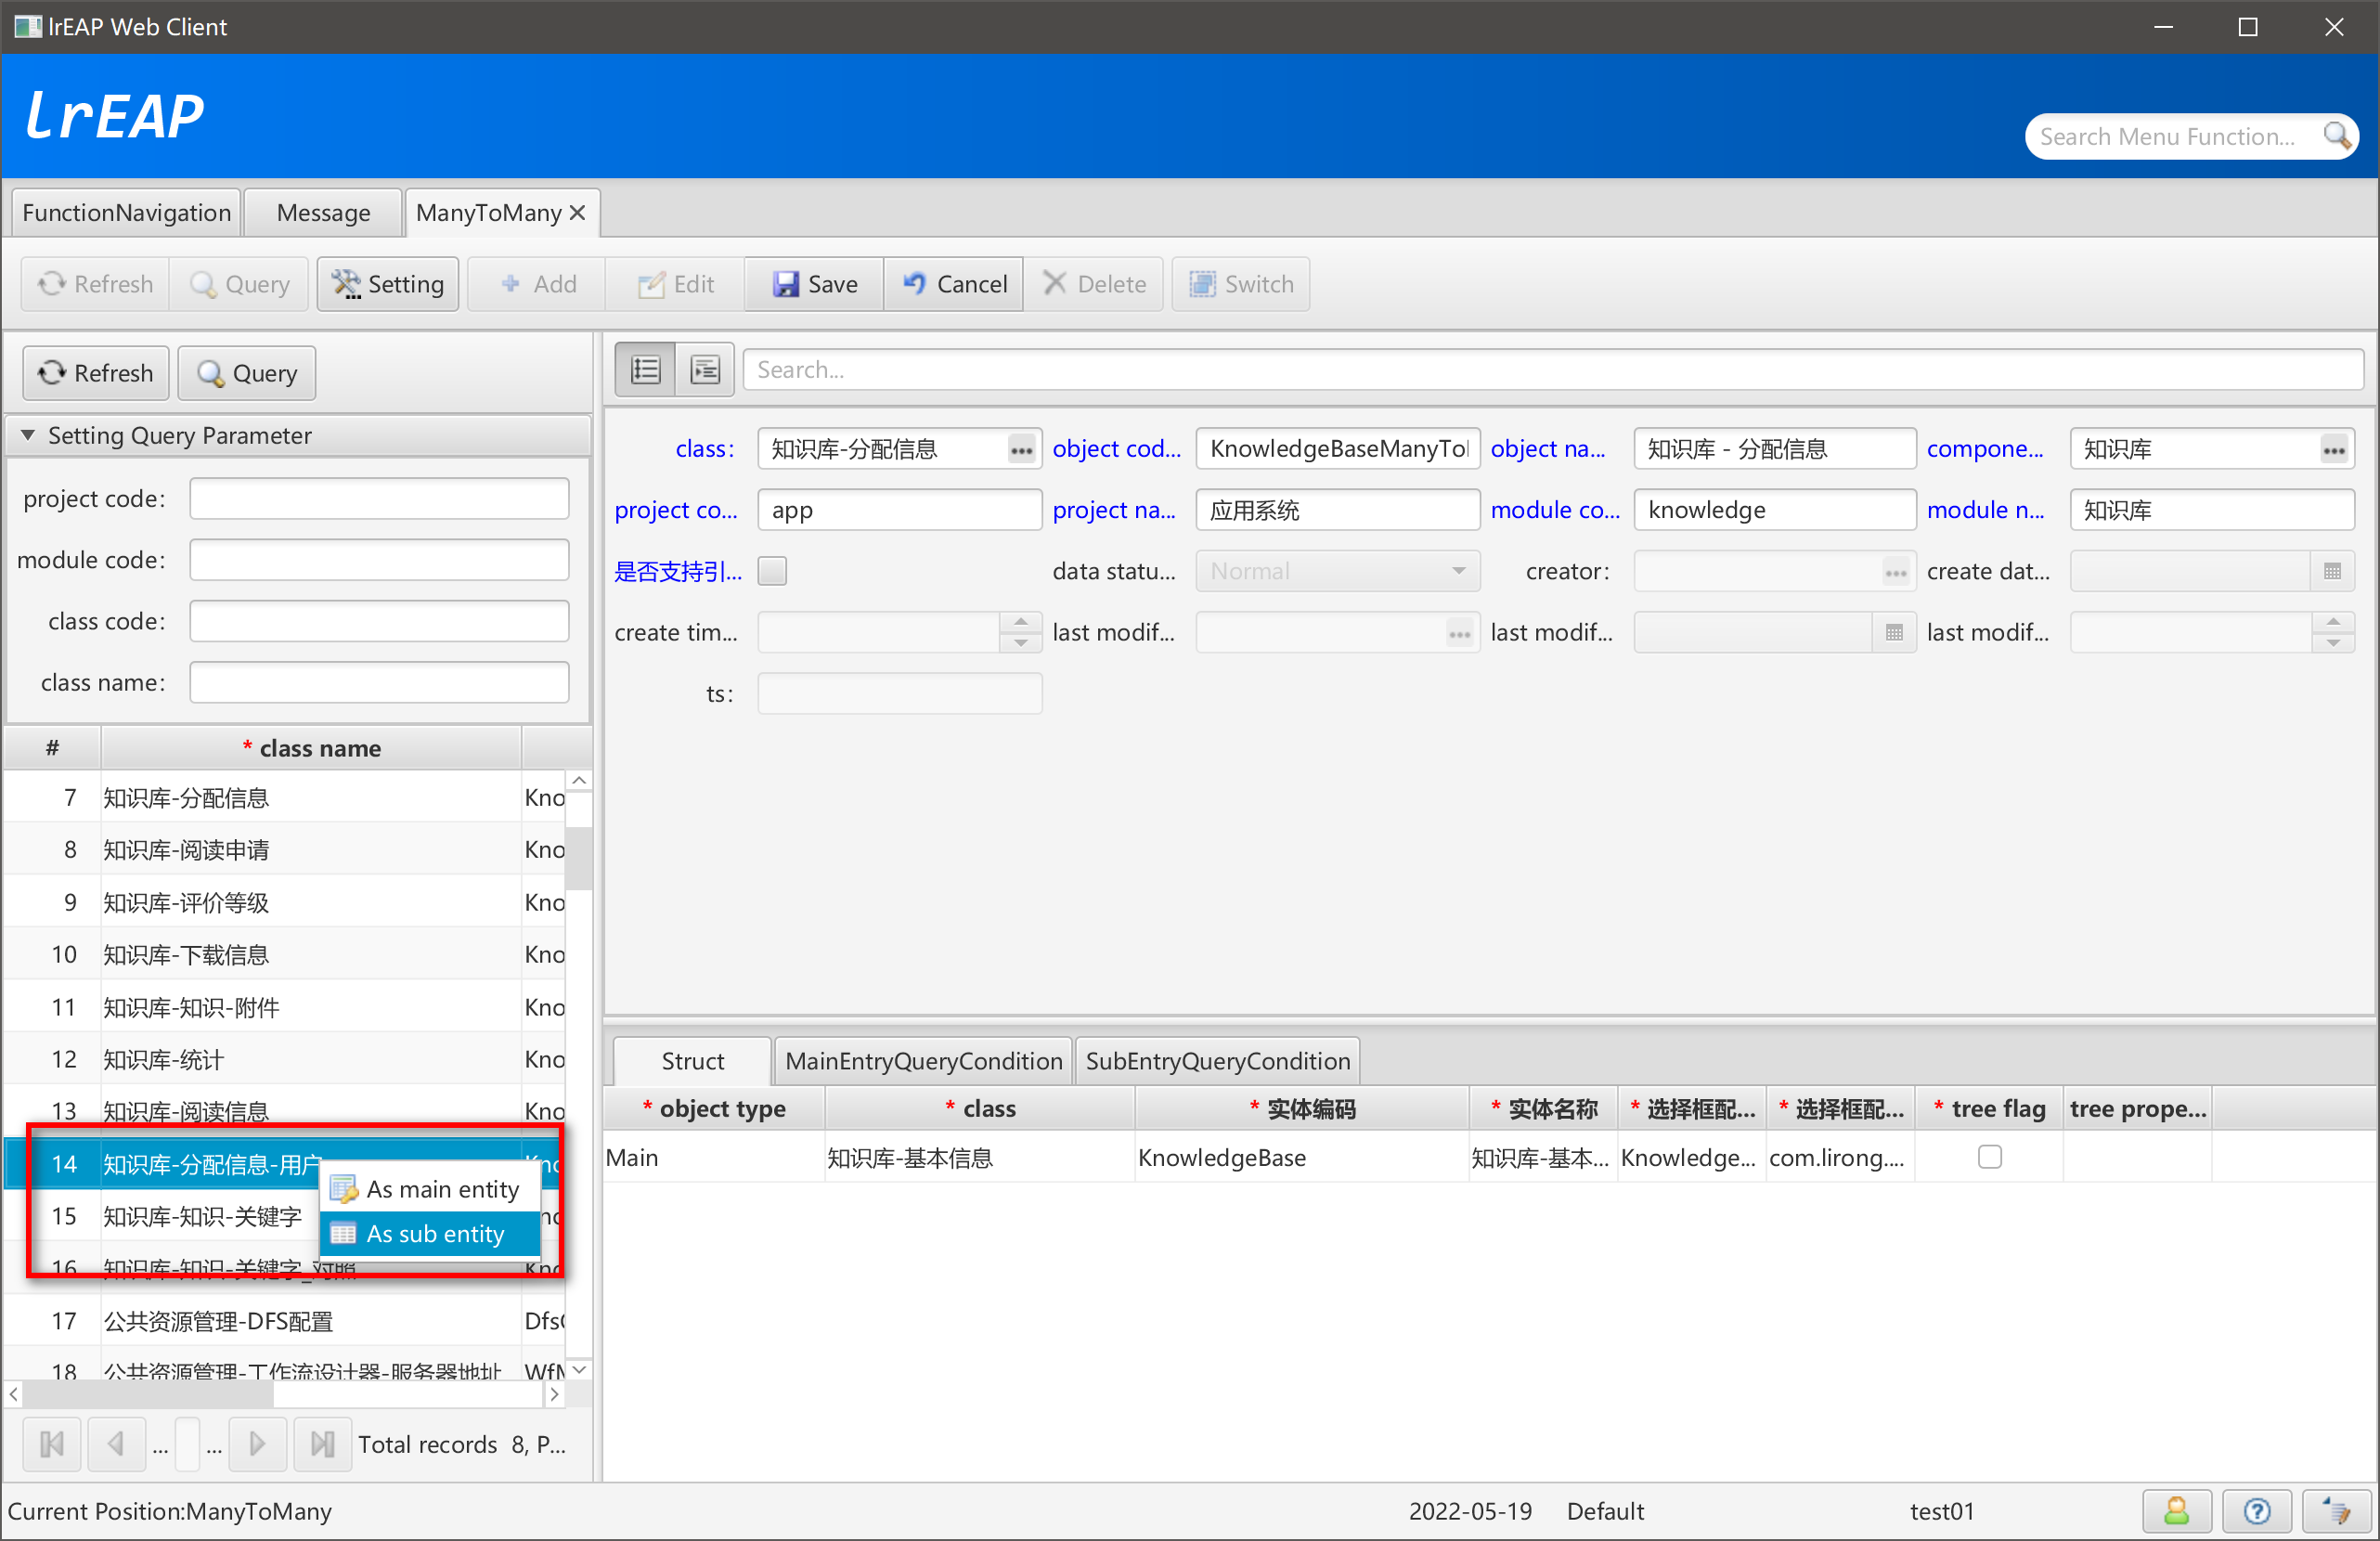 lrEAP Web Client
lrEAP
Search Menu Function...
FunctionNavigation
Message
ManyToMany
Refresh
Query
Setting
Add
Edit
Save
Cancel
Delete
Switch
Refresh
Query
Search...
Setting Query Parameter
project code:
module code:
class code:
class name:
class: 知识库-分配信息
object cod... KnowledgeBaseManyTo
object na... 知识库 - 分配信息
compone... 知识库
project co... app
project na... 应用系统
module co... knowledge
module n... 知识库
是否支持引...
data statu... Normal
creator:
create dat...
create tim...
last modif...
last modif...
last modif...
ts:
# * class name
7 知识库-分配信息 Kno
8 知识库-阅读申请 Kno
9 知识库-评价等级 Kno
10 知识库-下载信息 Kno
11 知识库-知识-附件 Kno
12 知识库-统计 Kno
13 知识库-阅读信息 Kno
14 知识库-分配信息-用户
As main entity
15 知识库-知识-关键字
As sub entity
16 知识库-知识-关键字_对照 Kno
17 公共资源管理-DFS配置 Dfs
18 公共资源管理-工作流设计器-服务器地址
... ... Total records 8, P...
Struct
MainEntryQueryCondition
SubEntryQueryCondition
* object type * class * 实体编码 * 实体名称 * 选择框配... * 选择框配... * tree flag tree prope...
Main 知识库-基本信息 KnowledgeBase 知识库-基本... Knowledge... com.lirong....
Current Position:ManyToMany
2022-05-19
Default
test01